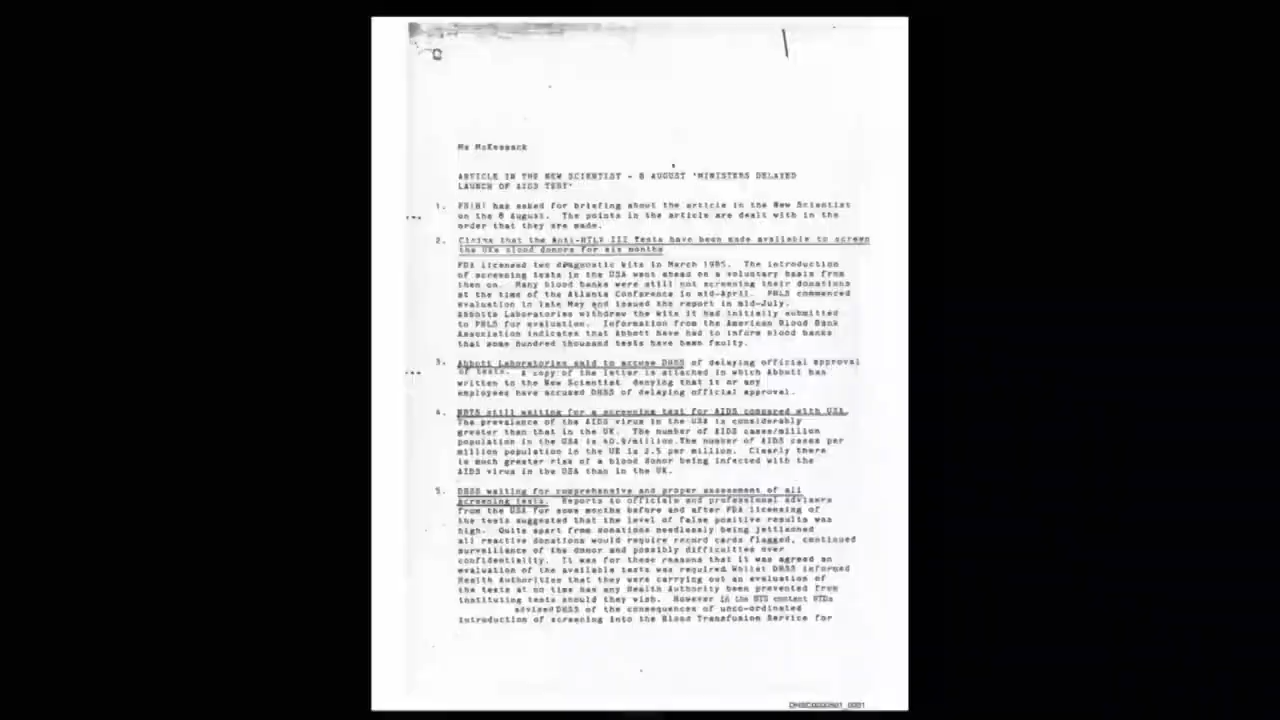 Ms McKessack
ARTICLE IN THE NEW SCIENTIST - 8 AUGUST 'MINISTERS DELAYED
LAUNCH OF AIDS TEST'
1. PS(H) has asked for briefing about the article in the New Scientist
on the 8 August. The points in the article are dealt with in the
order that they are made.
2. Claims that the Anti-HTLV III Tests have been made available to screen
the UKs blood donors for six months
FDA licensed two diagnostic kits in March 1985. The introduction
of screening tests in the USA went ahead on a voluntary basis from
then on. Many blood banks were still not screening their donations
at the time of the Atlanta Conference in mid-April. PHLS commenced
evaluation in late May and issued the report in mid-July.
Abbotts Laboratories withdrew the kits it had initially submitted
to PHLS for evaluation. Information from the American Blood Bank
Association indicates that Abbott have had to inform blood banks
that some hundred thousand tests have been faulty.
3. Abbott Laboratories said to accuse DHSS of delaying official approval
of tests. A copy of the letter is attached in which Abbott has
written to the New Scientist denying that it or any
employees have accused DHSS of delaying official approval.
4. NBTS still waiting for a screening test for AIDS compared with USA.
The prevalence of the AIDS virus in the USA is considerably
greater than that in the UK. The number of AIDS cases/million
population in the USA is 40.9/million.The number of AIDS cases per
million population in the UK is 2.5 per million. Clearly there
is much greater risk of a blood donor being infected with the
AIDS virus in the USA than in the UK.
5. DHSS waiting for comprehensive and proper assessment of all
screening tests. Reports to officials and professional advisers
from the USA for some months before and after FDA licensing of
the tests suggested that the level of false positive results was
high. Quite apart from donations needlessly being jettisoned
all reactive donations would require record cards flagged, continued
surveillance of the donor and possibly difficulties over
confidentiality. It was for these reasons that it was agreed an
evaluation of the available tests was required Whilst DHSS informed
Health Authorities that they were carrying out an evaluation of
the tests at no time has any Health Authority been prevented from
instituting tests should they wish. However in the BTS context RTDs
advised DHSS of the consequences of unco-ordinated
introduction of screening into the Blood Transfusion Service for